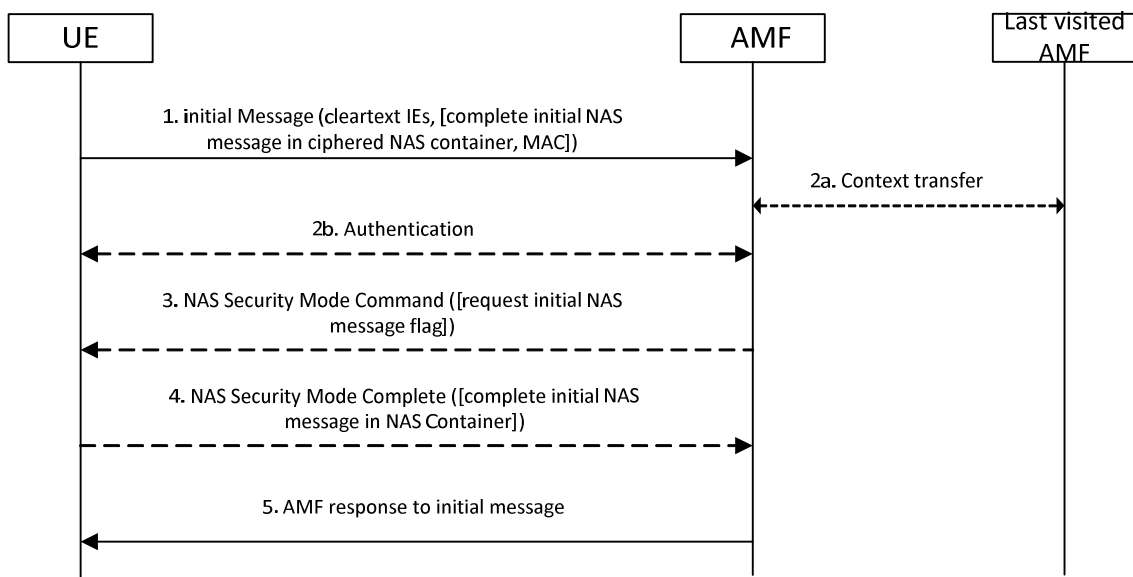 UE
AMF
Last visited
AMF
1. initial Message (cleartext IEs, [complete initial NAS
message in ciphered NAS container, MAC])
2a. Context transfer
2b. Authentication
3. NAS Security Mode Command ([request initial NAS
message flag])
4. NAS Security Mode Complete ([complete initial NAS
message in NAS Container])
5. AMF response to initial message